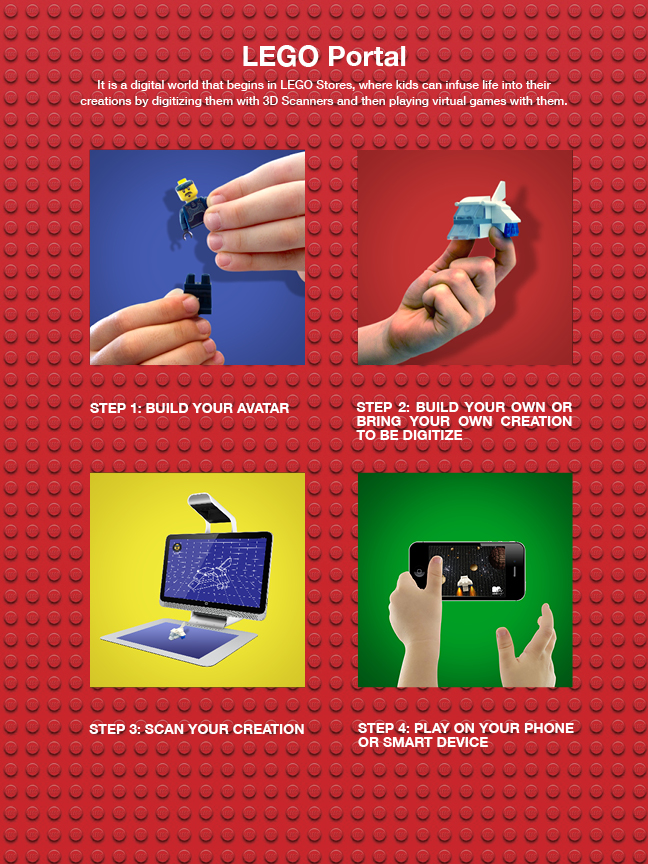 LEGO Portal
It is a digital world that begins in LEGO Stores, where kids can infuse life into their
creations by digitizing them with 3D Scanners and then playing virtual games with them.
STEP 1: BUILD YOUR AVATAR
STEP 2: BUILD YOUR OWN OR
BRING YOUR OWN CREATION
TO BE DIGITIZE
STEP 3: SCAN YOUR CREATION
STEP 4: PLAY ON YOUR PHONE
OR SMART DEVICE